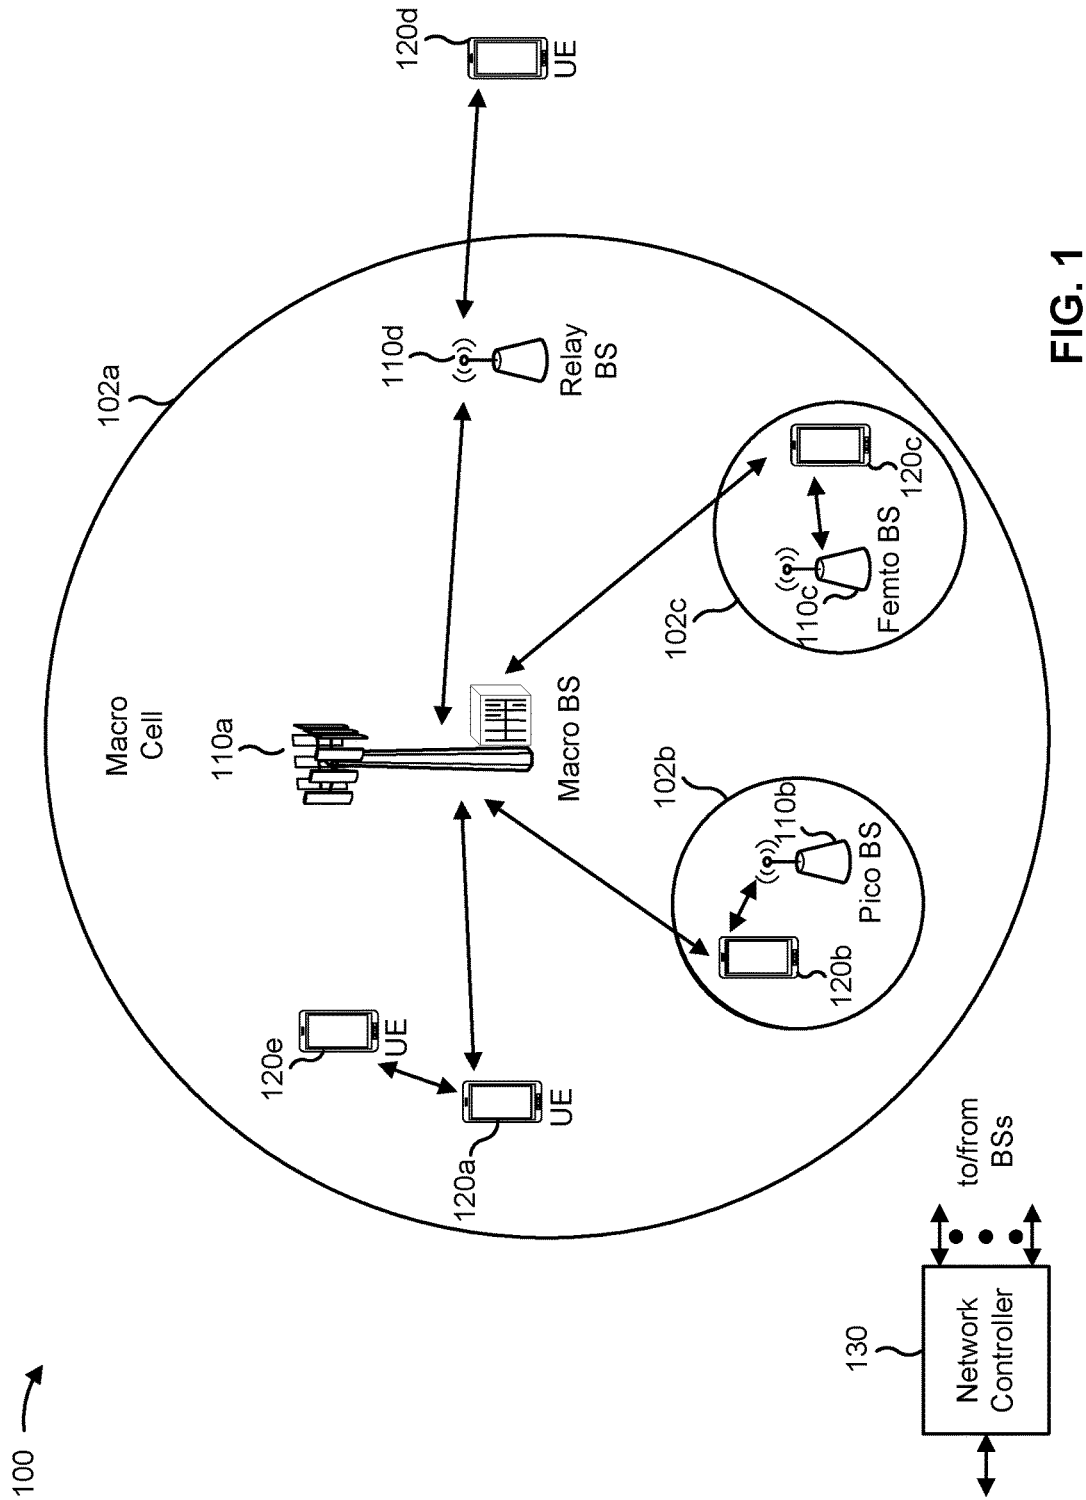 100
102a
Macro
Cell
110a
120e
UE
120a
UE
Macro BS
110d
Relay
BS
120d
UE
102b
110b
Pico BS
120b
102c
110c
Femto BS
120c
130
Network
Controller
to/from
BSs
FIG. 1